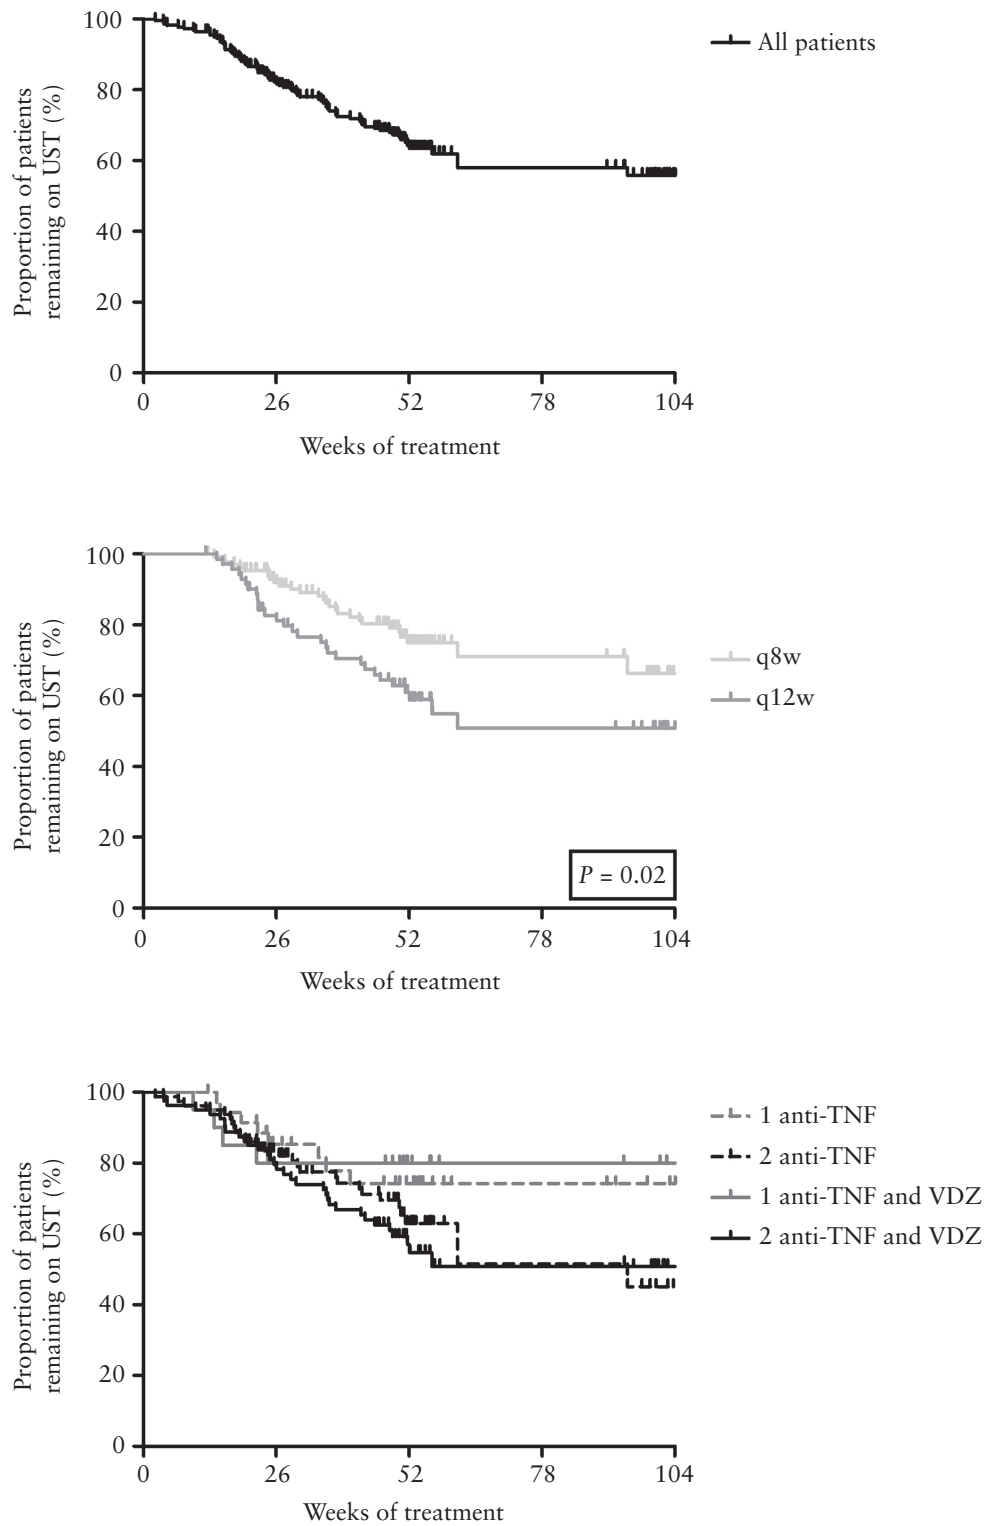 100
80
60
40
20
0
Proportion of patients
remaining on UST (%)
0 26 52 78 104
Weeks of treatment
All patients
100
80
60
40
20
0
Proportion of patients
remaining on UST (%)
0 26 52 78 104
Weeks of treatment
q8w
q12w
P = 0.02
100
80
60
40
20
0
Proportion of patients
remaining on UST (%)
0 26 52 78 104
Weeks of treatment
1 anti-TNF
2 anti-TNF
1 anti-TNF and VDZ
2 anti-TNF and VDZ